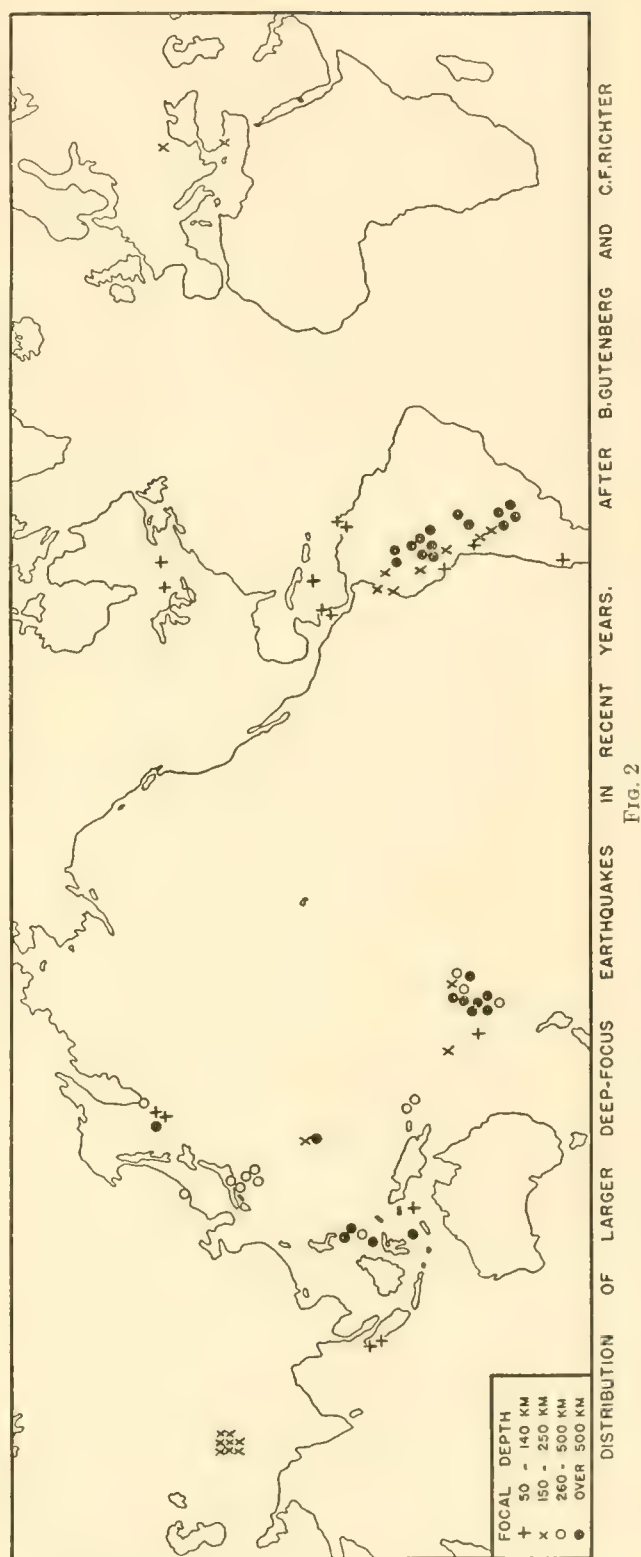 FOCAL DEPTH
+ 50 - 140 KM
x 150 - 250 KM
o 260 - 500 KM
● OVER 500 KM
DISTRIBUTION OF LARGER DEEP-FOCUS EARTHQUAKES IN RECENT YEARS. AFTER B.GUTENBERG AND C.F.RICHTER
FIG. 2